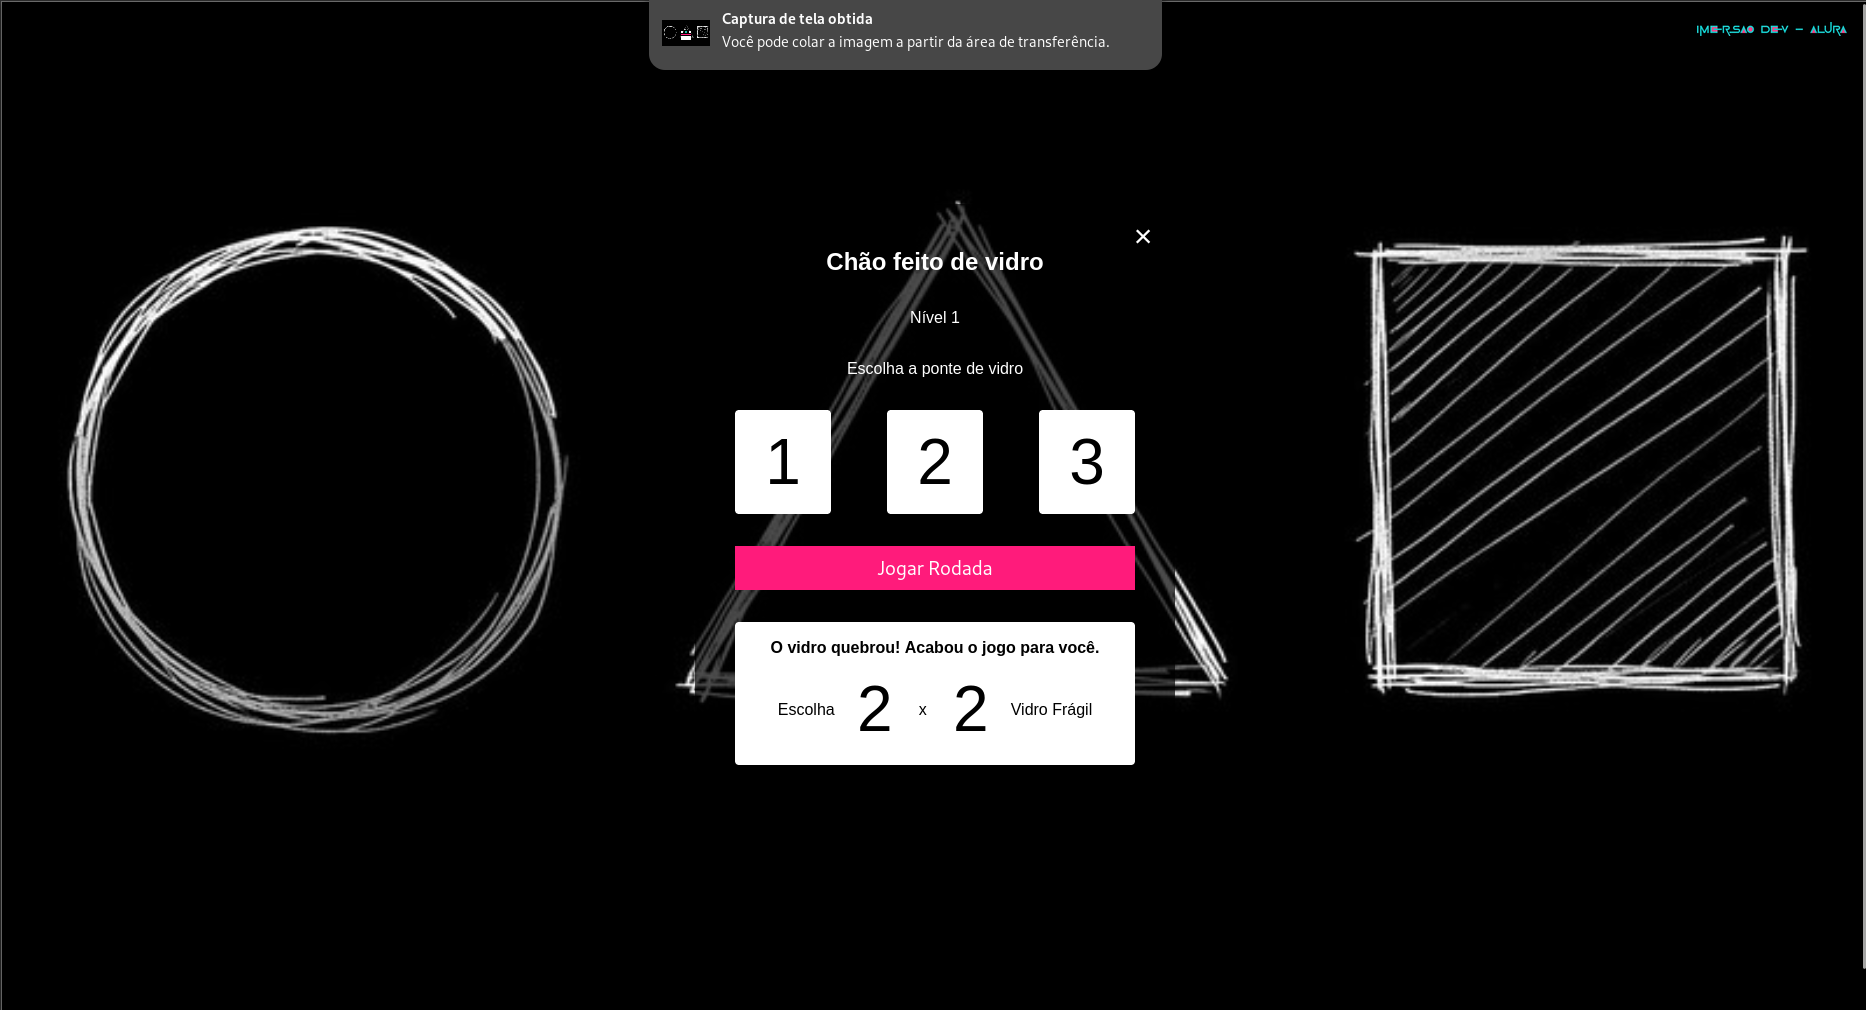 Captura de tela obtida
Você pode colar a imagem a partir da área de transferência.
IMERSAO DEV - ALURA
Chão feito de vidro
Nível 1
Escolha a ponte de vidro
1 2 3
Jogar Rodada
O vidro quebrou! Acabou o jogo para você.
Escolha 2 x 2 Vidro Frágil